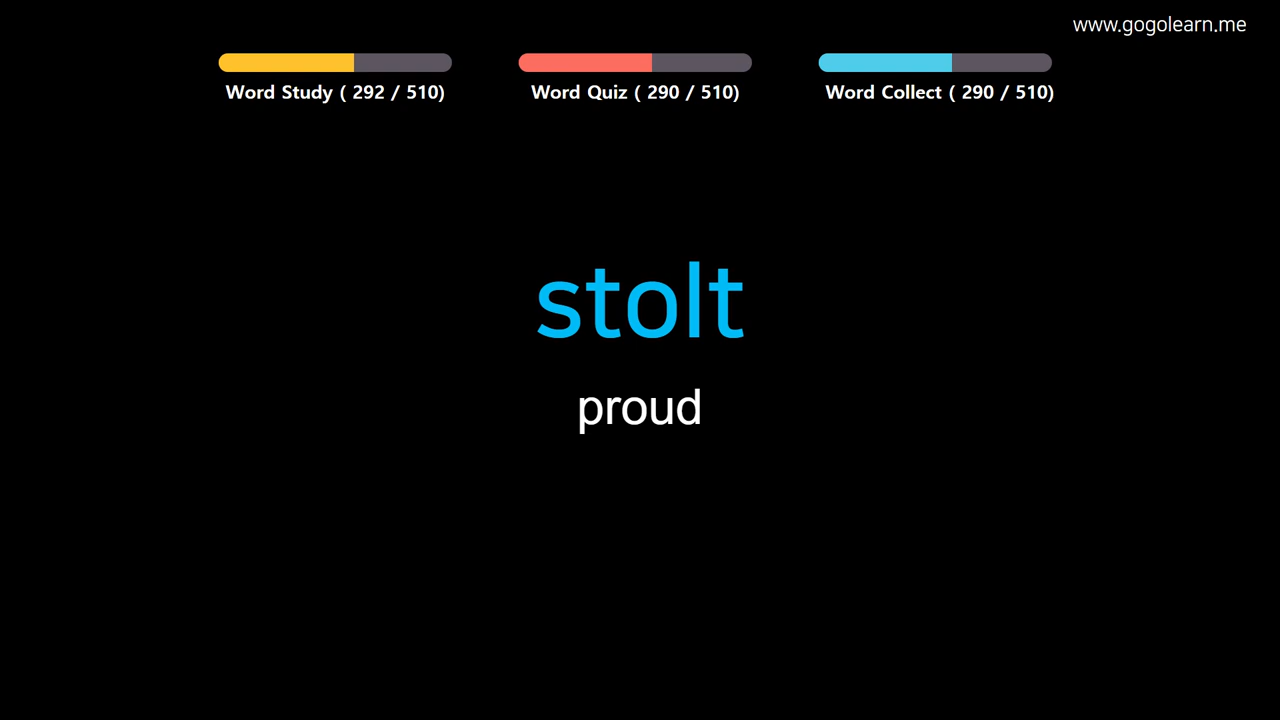 www.gogolearn.me
Word Study ( 292 / 510)
Word Quiz ( 290 / 510)
Word Collect ( 290 / 510)
stolt
proud